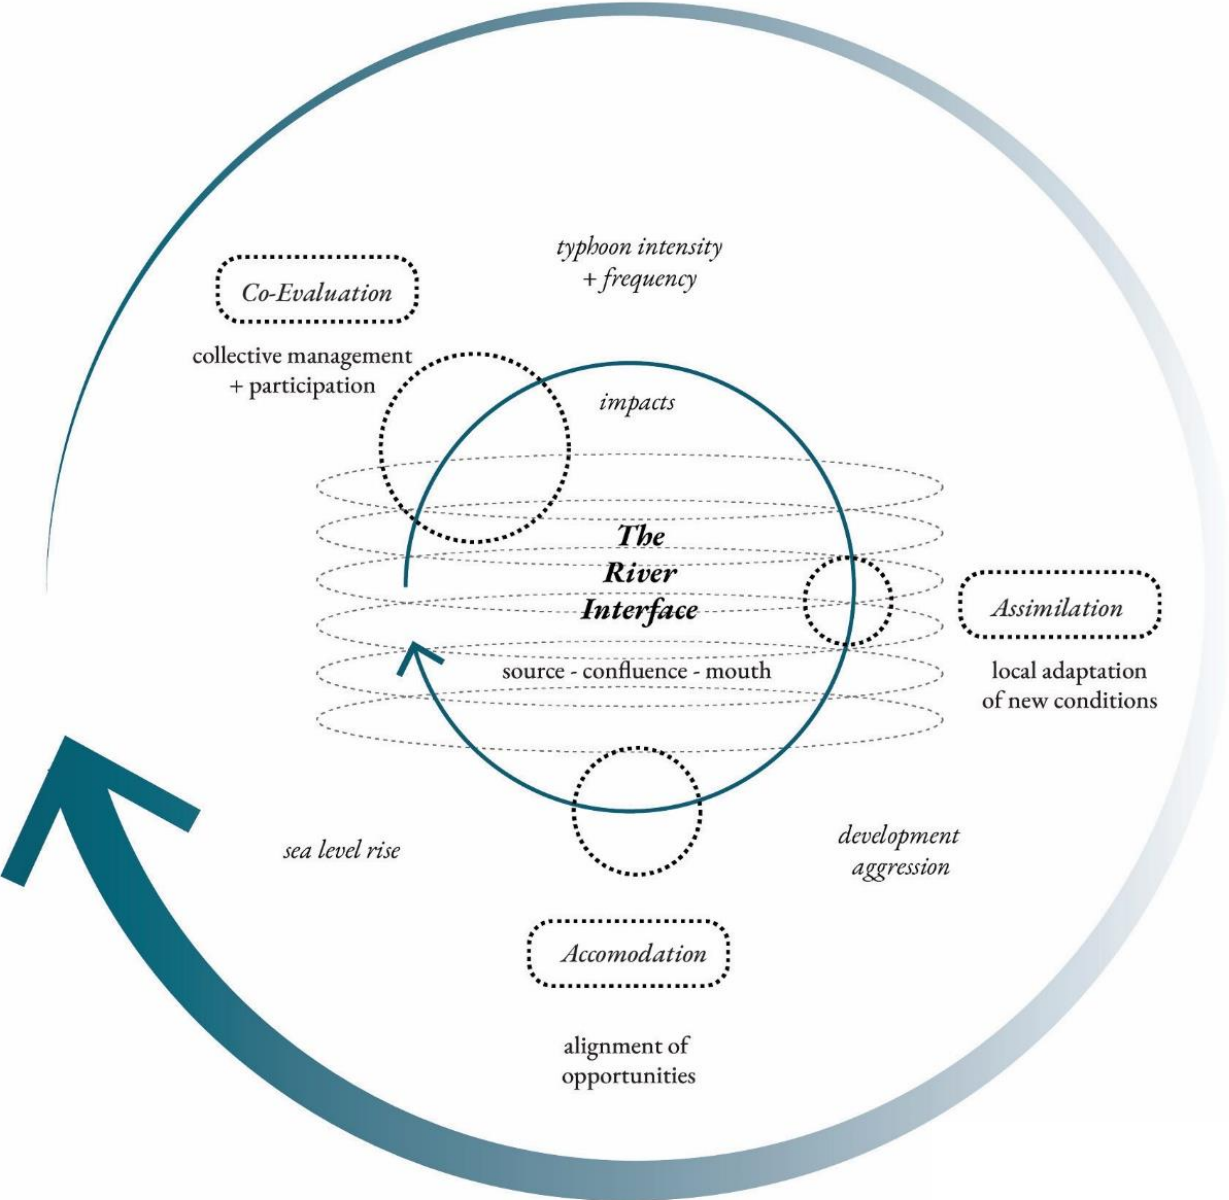 typhoon intensity
+ frequency
Co-Evaluation
collective management
+ participation
impacts
The
River
Interface
source - confluence - mouth
Assimilation
local adaptation
of new conditions
sea level rise
development
aggression
Accomodation
alignment of
opportunities